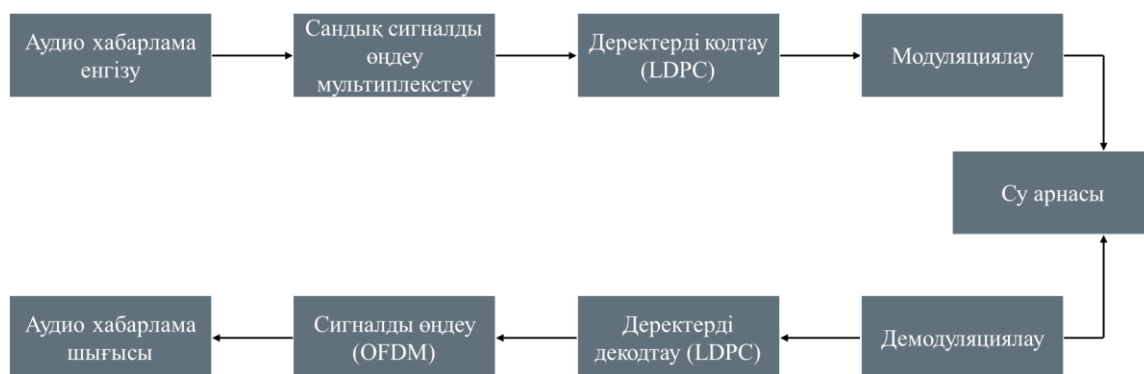 Аудио хабарлама
енгізу
Сандық сигналды
өңдеу
мультиплекстеу
Деректерді кодтау
(LDPC)
Модуляциялау
Су арнасы
Аудио хабарлама
шығысы
Сигналды өңдеу
(OFDM)
Деректерді
декодтау (LDPC)
Демодуляциялау